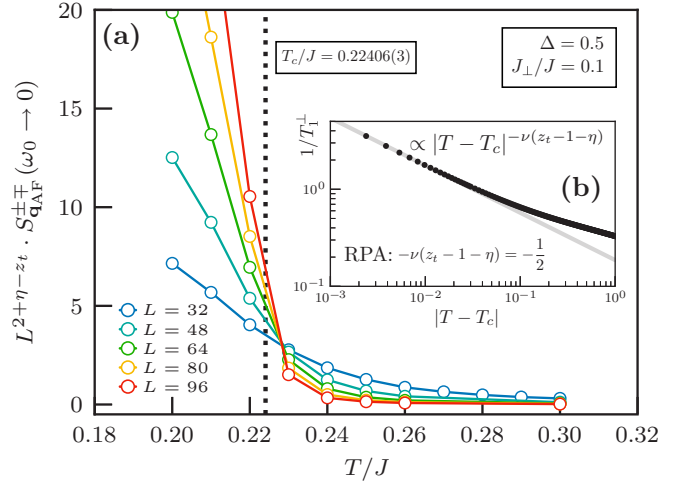 (a)
T_c/J = 0.22406(3)
Δ = 0.5
J_⊥/J = 0.1
L^{2+η−z_t} · S^{±∓}_{q_AF}(ω_0 → 0)
20
15
10
5
0
L = 32
L = 48
L = 64
L = 80
L = 96
0.18
0.20
0.22
0.24
0.26
0.28
0.30
0.32
T/J
1/T_1^⊥
10^0
10^{−1}
∝ |T − T_c|^{−ν(z_t−1−η)}
(b)
RPA: −ν(z_t − 1 − η) = −1/2
10^{−3}
10^{−2}
10^{−1}
10^0
|T − T_c|